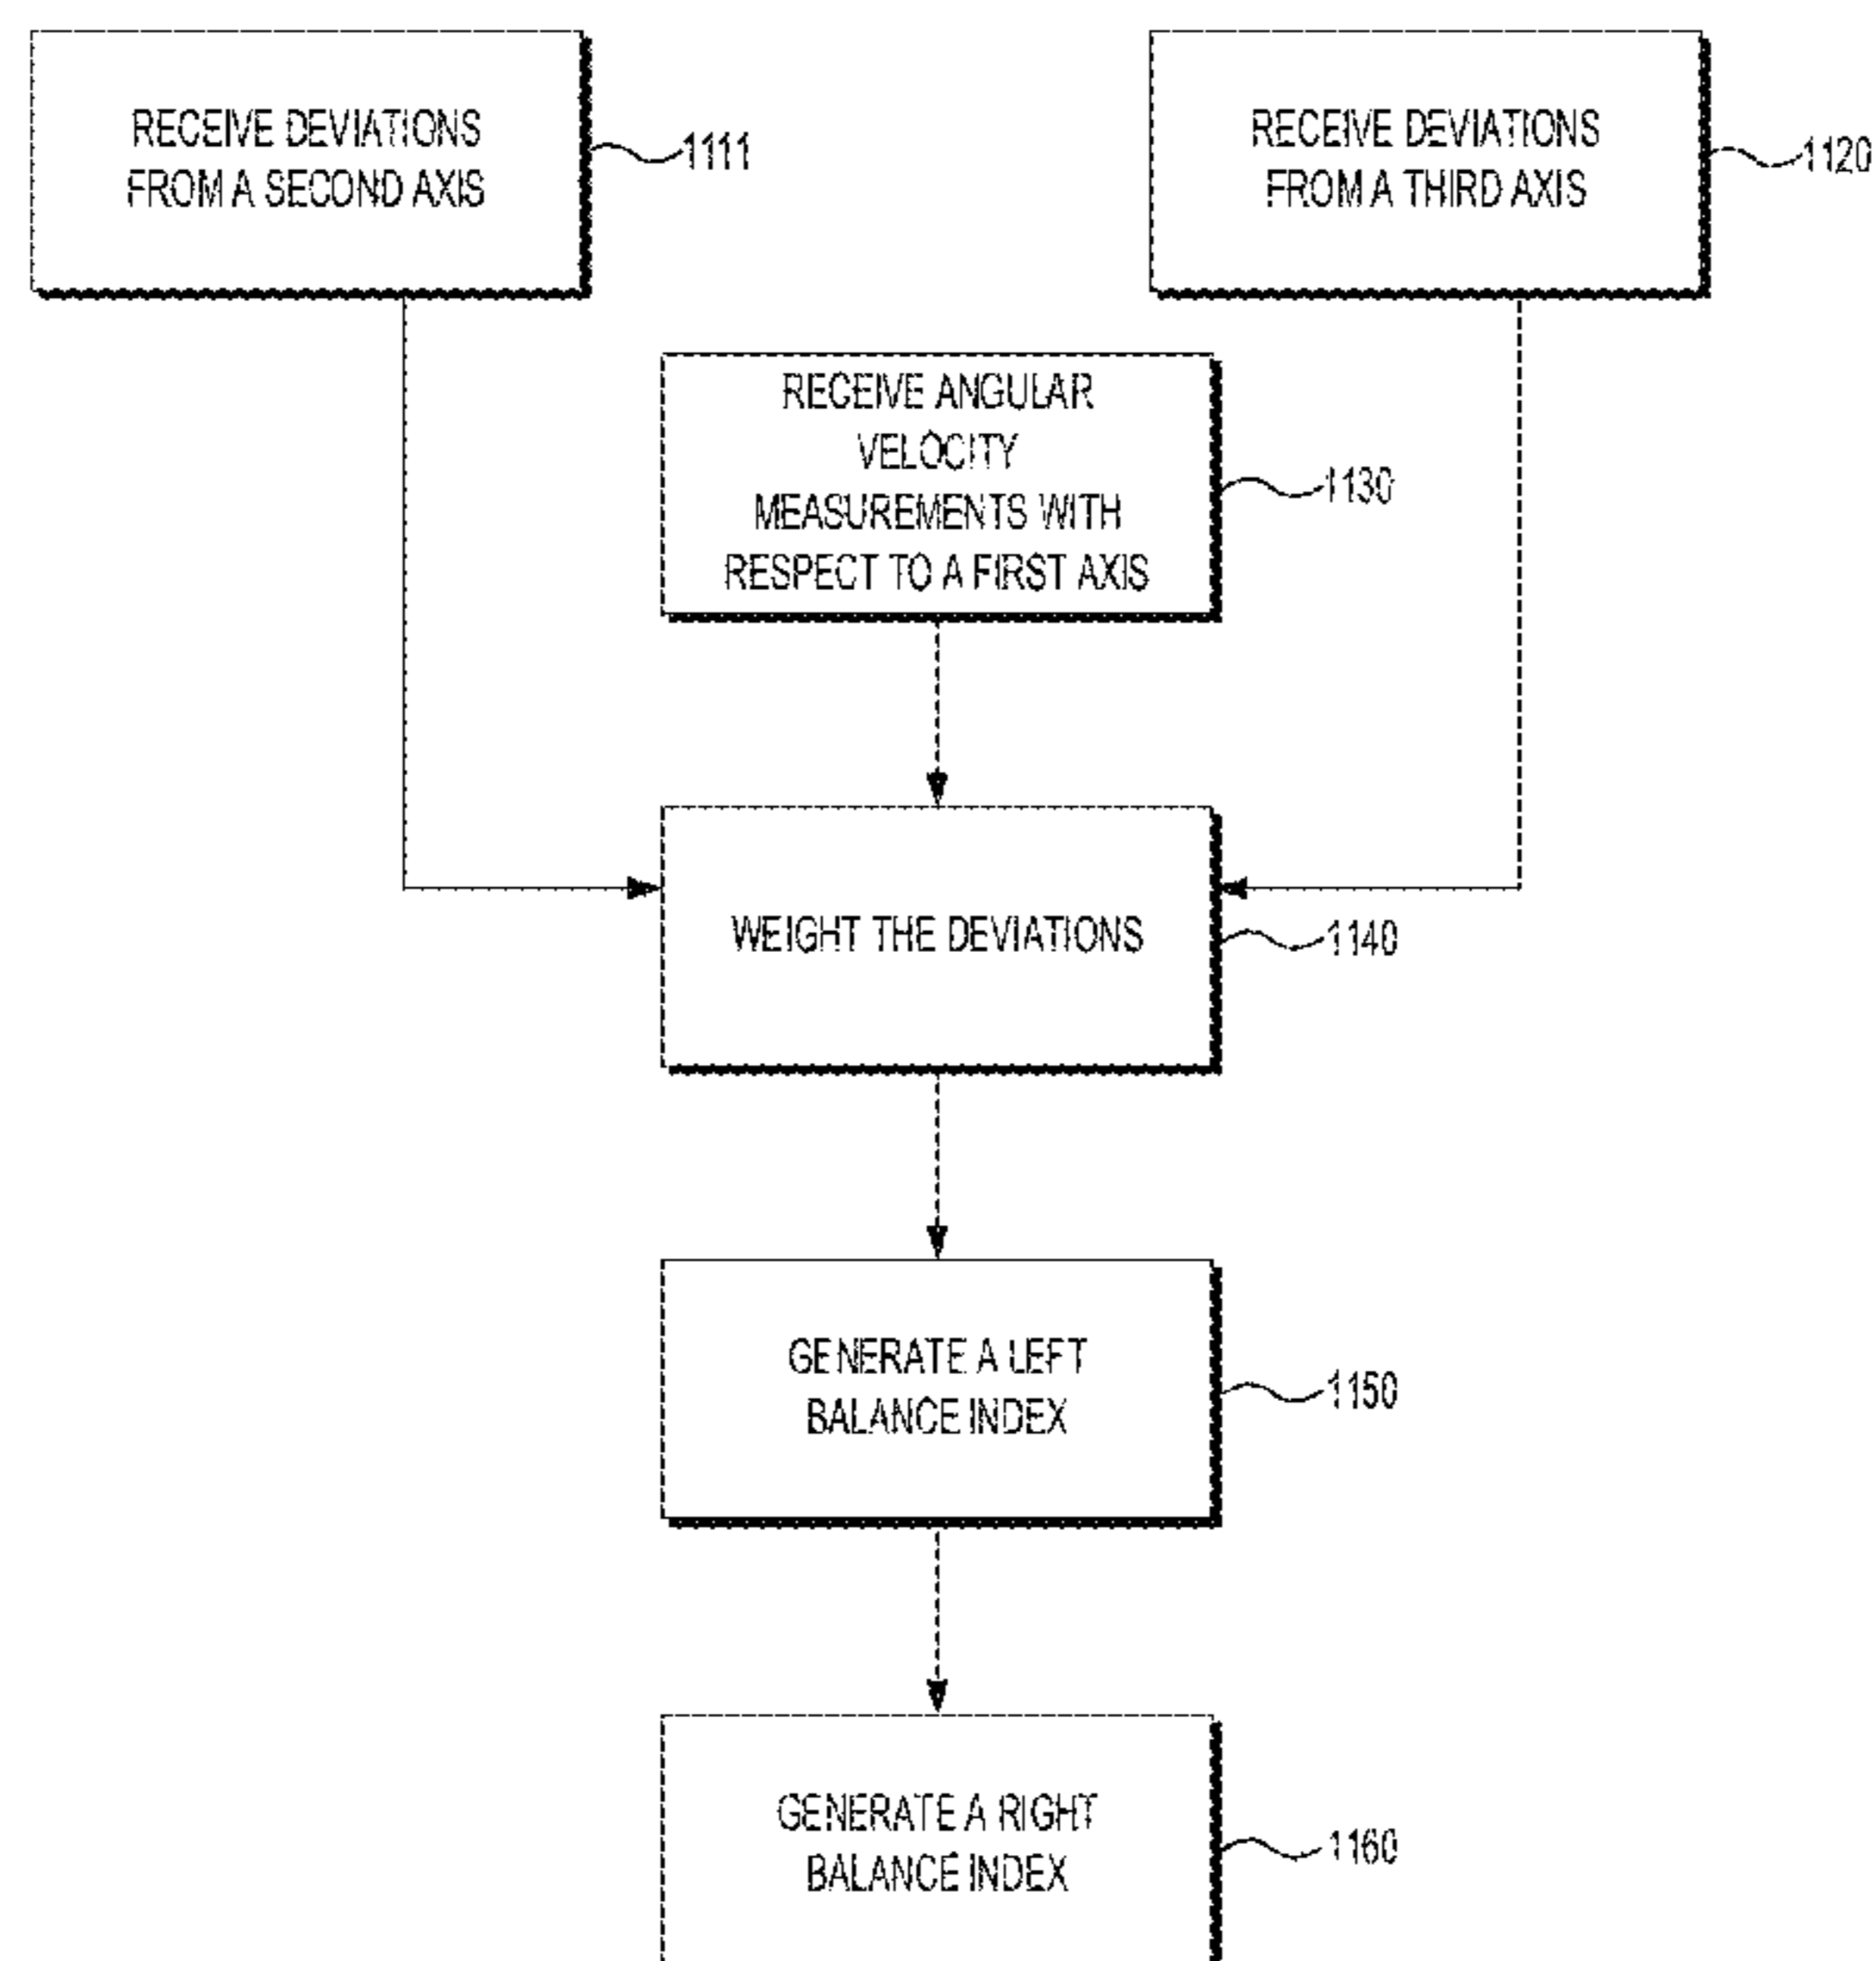 RECEIVE DEVIATIONS
FROM A SECOND AXIS
1111
RECEIVE DEVIATIONS
FROM A THIRD AXIS
1120
RECEIVE ANGULAR
VELOCITY
MEASUREMENTS WITH
RESPECT TO A FIRST AXIS
1130
WEIGHT THE DEVIATIONS
1140
GENERATE A LEFT
BALANCE INDEX
1150
GENERATE A RIGHT
BALANCE INDEX
1160